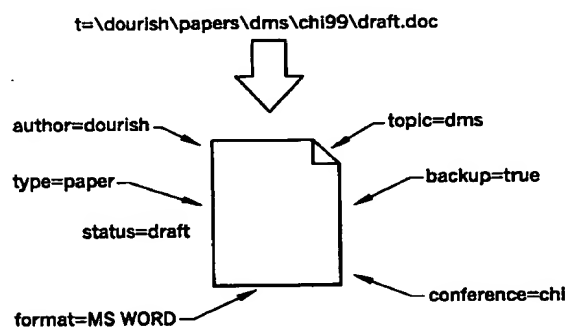 t=\dourish\papers\dms\chi99\draft.doc
author=dourish
topic=dms
type=paper
backup=true
status=draft
conference=chi
format=MS WORD